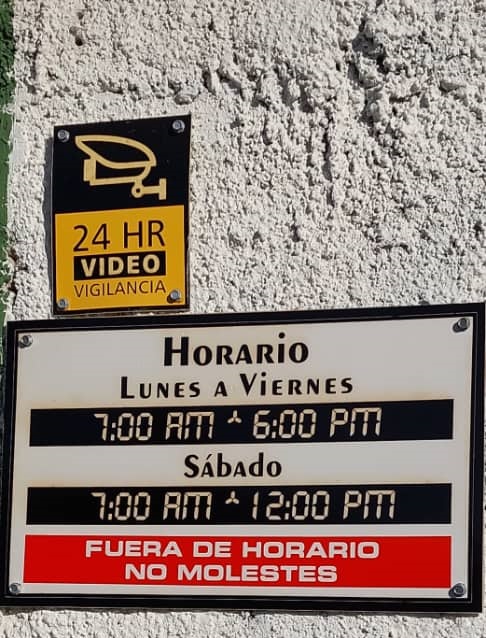 24 HR
VIDEO
VIGILANCIA
HORARIO
LUNES A VIERNES
7:00 AM A 6:00 PM
SÁBADO
7:00 AM A 12:00 PM
FUERA DE HORARIO
NO MOLESTES